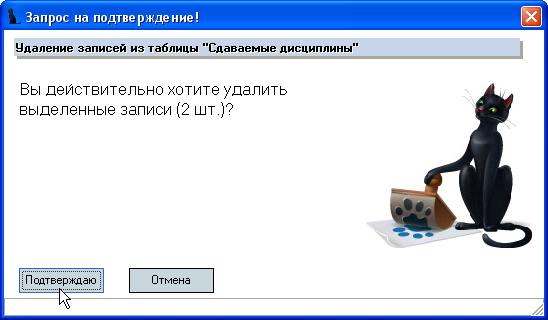 Запрос на подтверждение!
Удаление записей из таблицы "Сдаваемые дисциплины"
Вы действительно хотите удалить
выделенные записи (2 шт.)?
Подтверждаю
Отмена